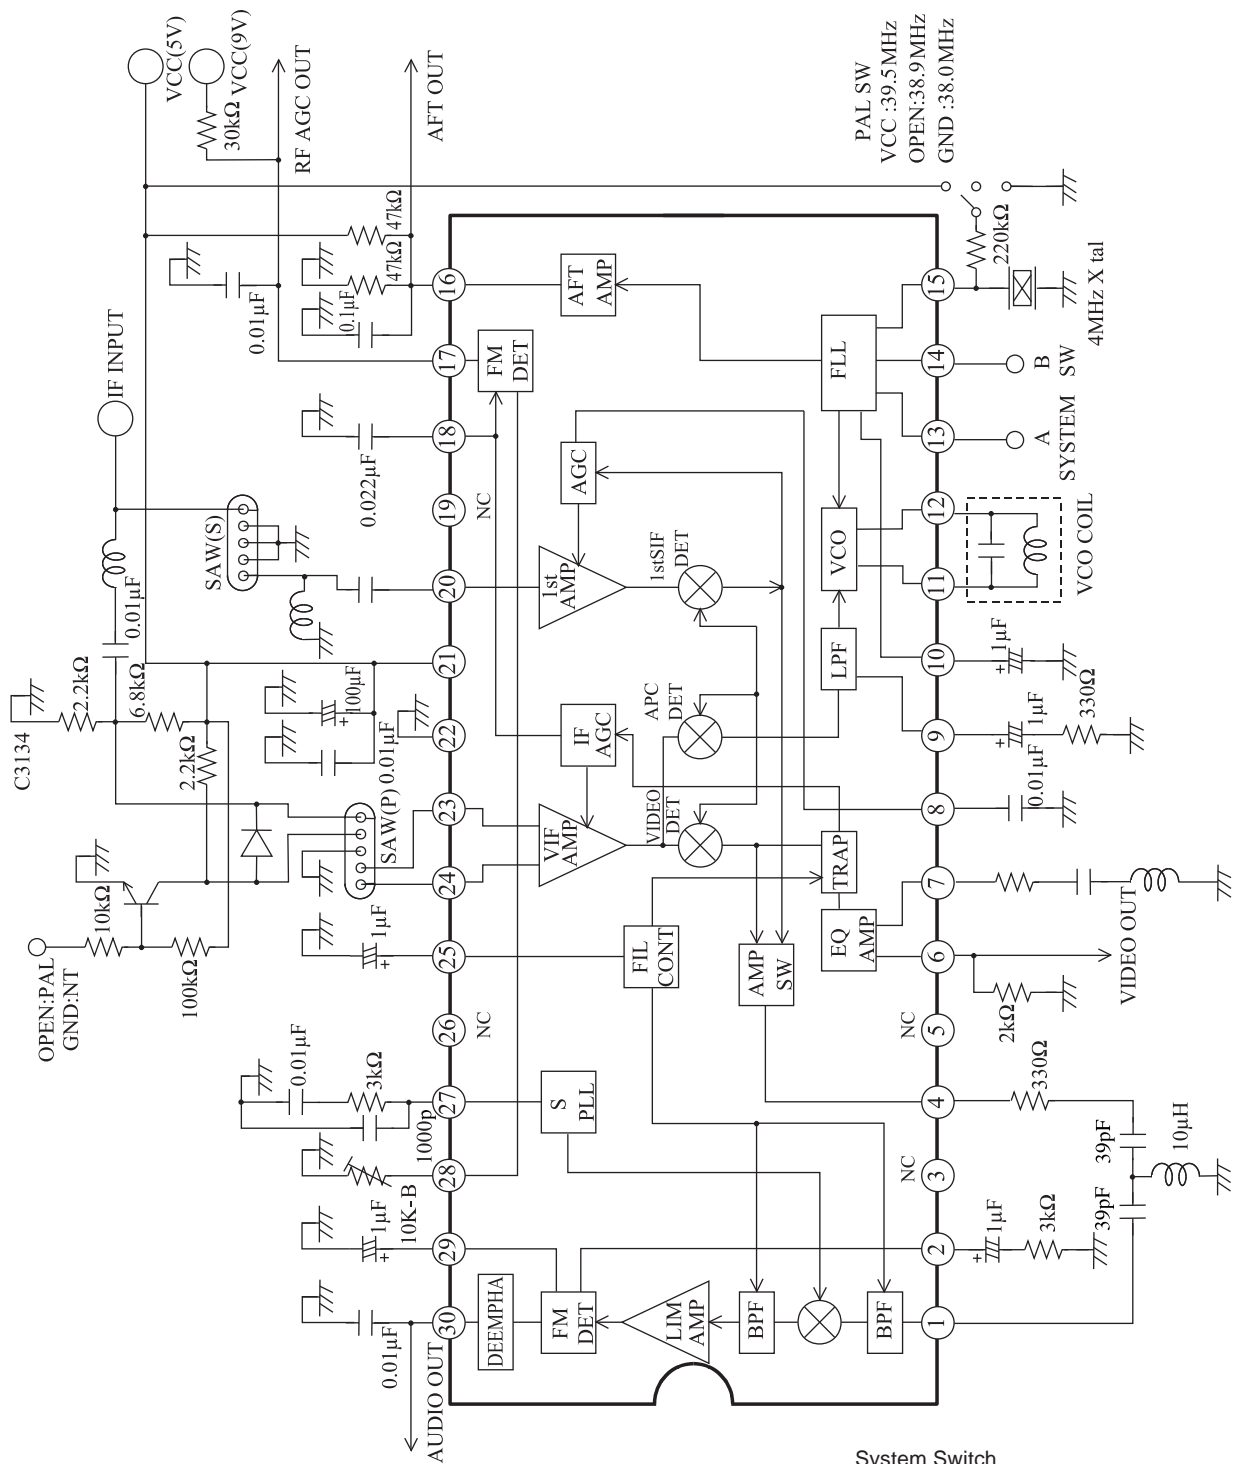 VCC(5V)
VCC(9V)
30kΩ
RF AGC OUT
AFT OUT
PAL SW
VCC :39.5MHz
OPEN:38.9MHz
GND :38.0MHz
47kΩ
47kΩ
0.01µF
0.1µF
220kΩ
4MHz X tal
IF INPUT
SAW(S)
0.01µF
0.022µF
C3134
2.2kΩ
6.8kΩ
2.2kΩ
100µF
+
0.01µF
SAW(P)
OPEN:PAL
GND:NT
10kΩ
100kΩ
1µF
+
0.01µF
3kΩ
1000p
10K-B
1µF
+
0.01µF
AUDIO OUT
16
17
18
19
NC
20
21
22
23
24
25
26
NC
27
28
29
30
AFT
AMP
FM
DET
AGC
FLL
1st
AMP
1stSIF
DET
VCO
LPF
IF
AGC
APC
DET
VIF
AMP
VIDEO
DET
TRAP
EQ
AMP
FIL
CONT
AMP
SW
S
PLL
DEEMPHA
FM
DET
LIM
AMP
BPF
BPF
15
14
13
12
11
10
9
8
7
6
NC
5
4
NC
3
2
1
B
SW
A
SYSTEM
VCO COIL
+
1µF
+
1µF
330Ω
0.01µF
VIDEO OUT
2kΩ
330Ω
39pF
10µH
39pF
+
1µF
3kΩ
System Switch